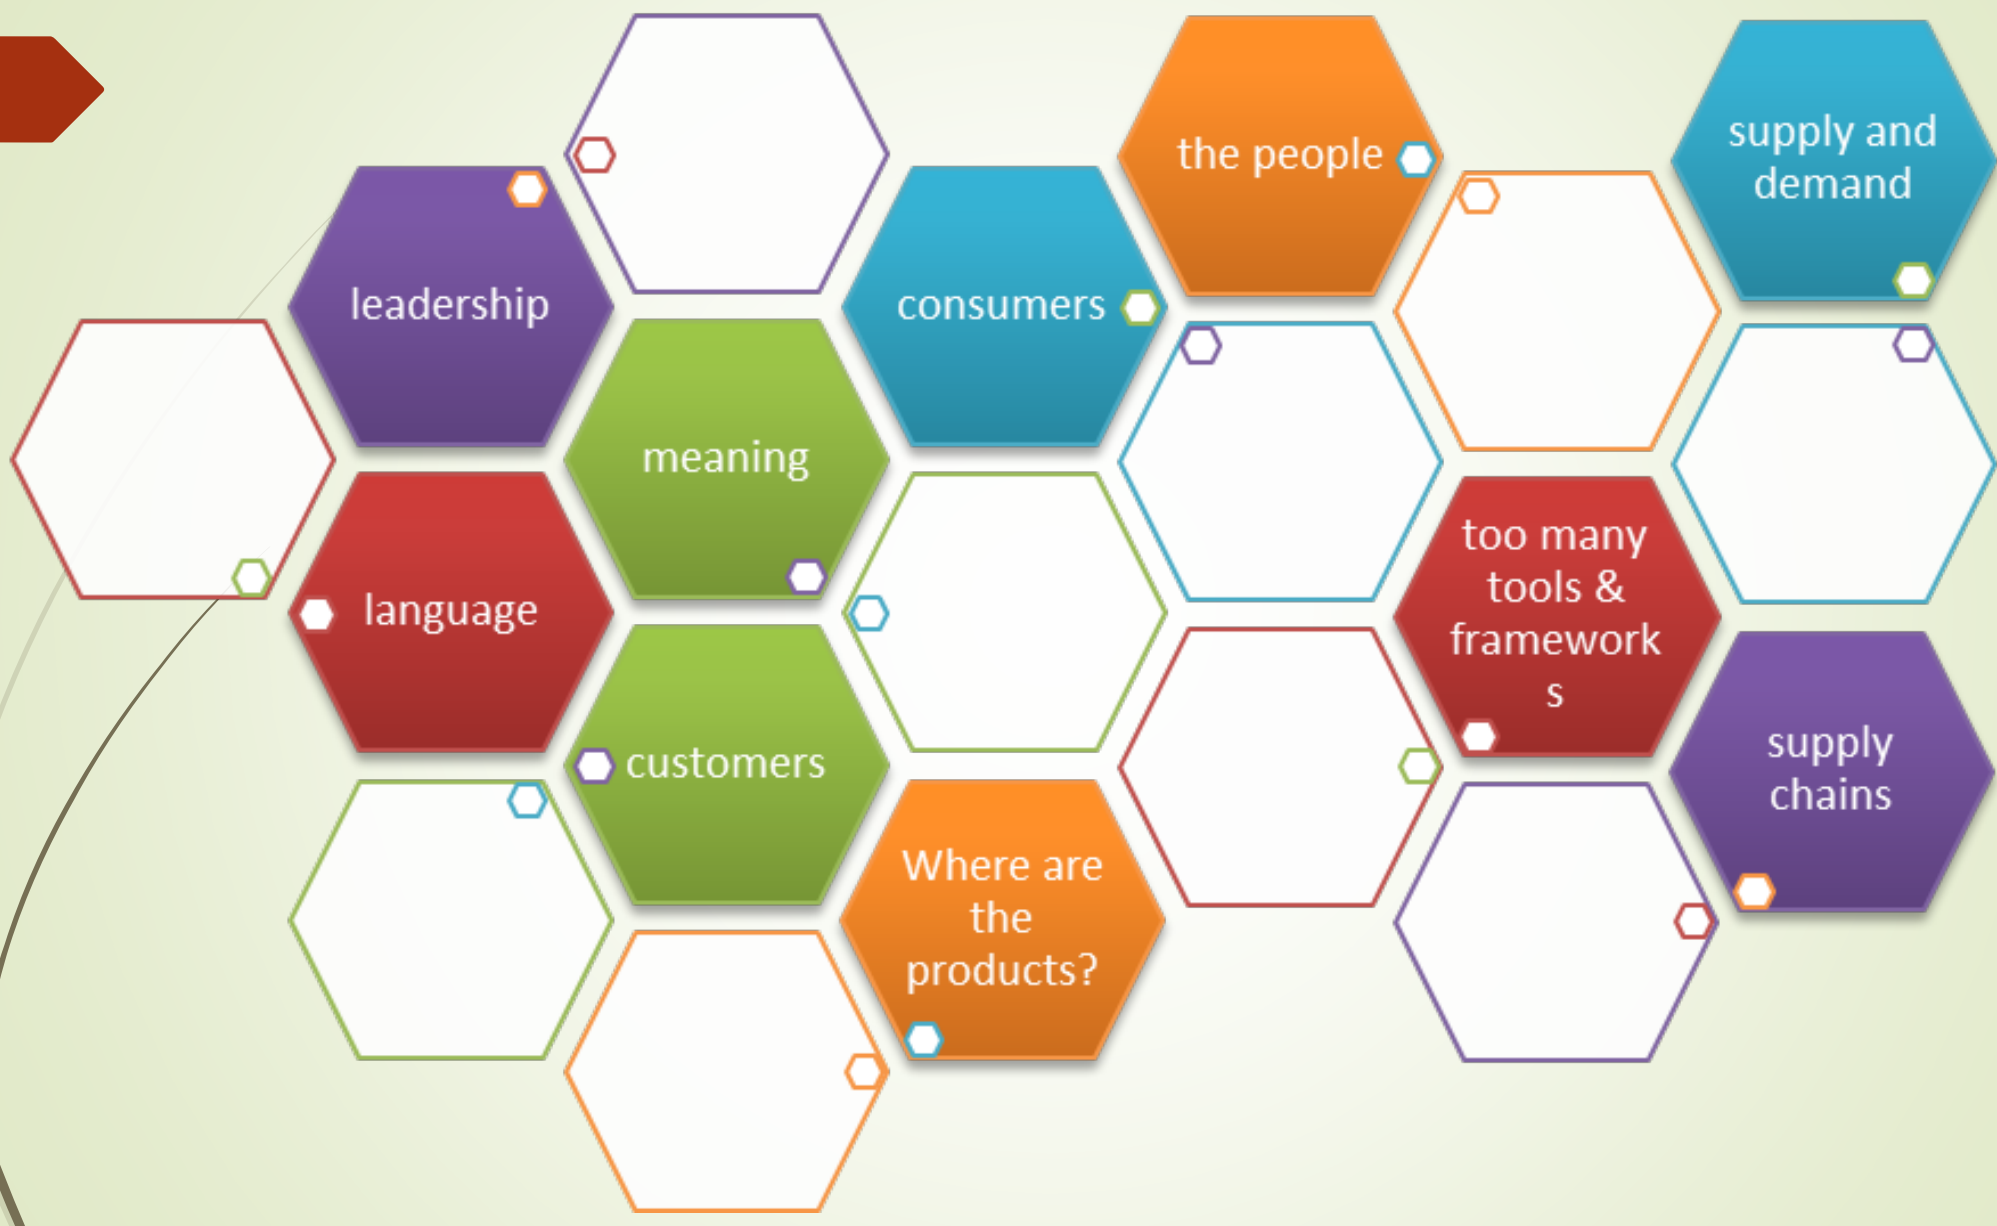 leadership
meaning
language
customers
consumers
Where are
the
products?
the people
too many
tools &
framework
s
supply and
demand
supply
chains